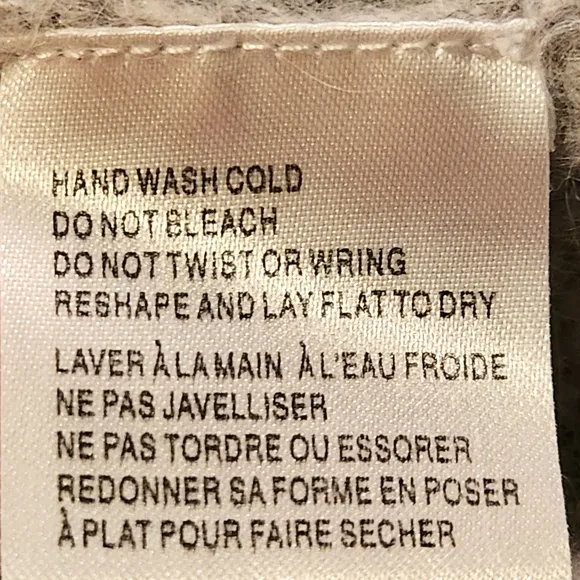 HAND WASH COLD
DO NOT BLEACH
DO NOT TWIST OR WRING
RESHAPE AND LAY FLAT TO DRY
LAVER À LA MAIN À L'EAU FROIDE
NE PAS JAVELLISER
NE PAS TORDRE OU ESSORER
REDONNER SA FORME EN POSER
À PLAT POUR FAIRE SECHER